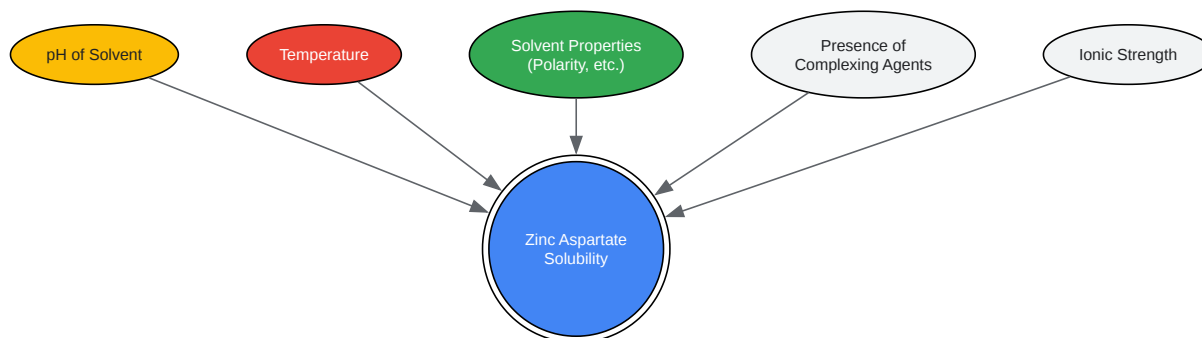 pH of Solvent
Temperature
Solvent Properties
(Polarity, etc.)
Presence of
Complexing Agents
Ionic Strength
Zinc Aspartate
Solubility